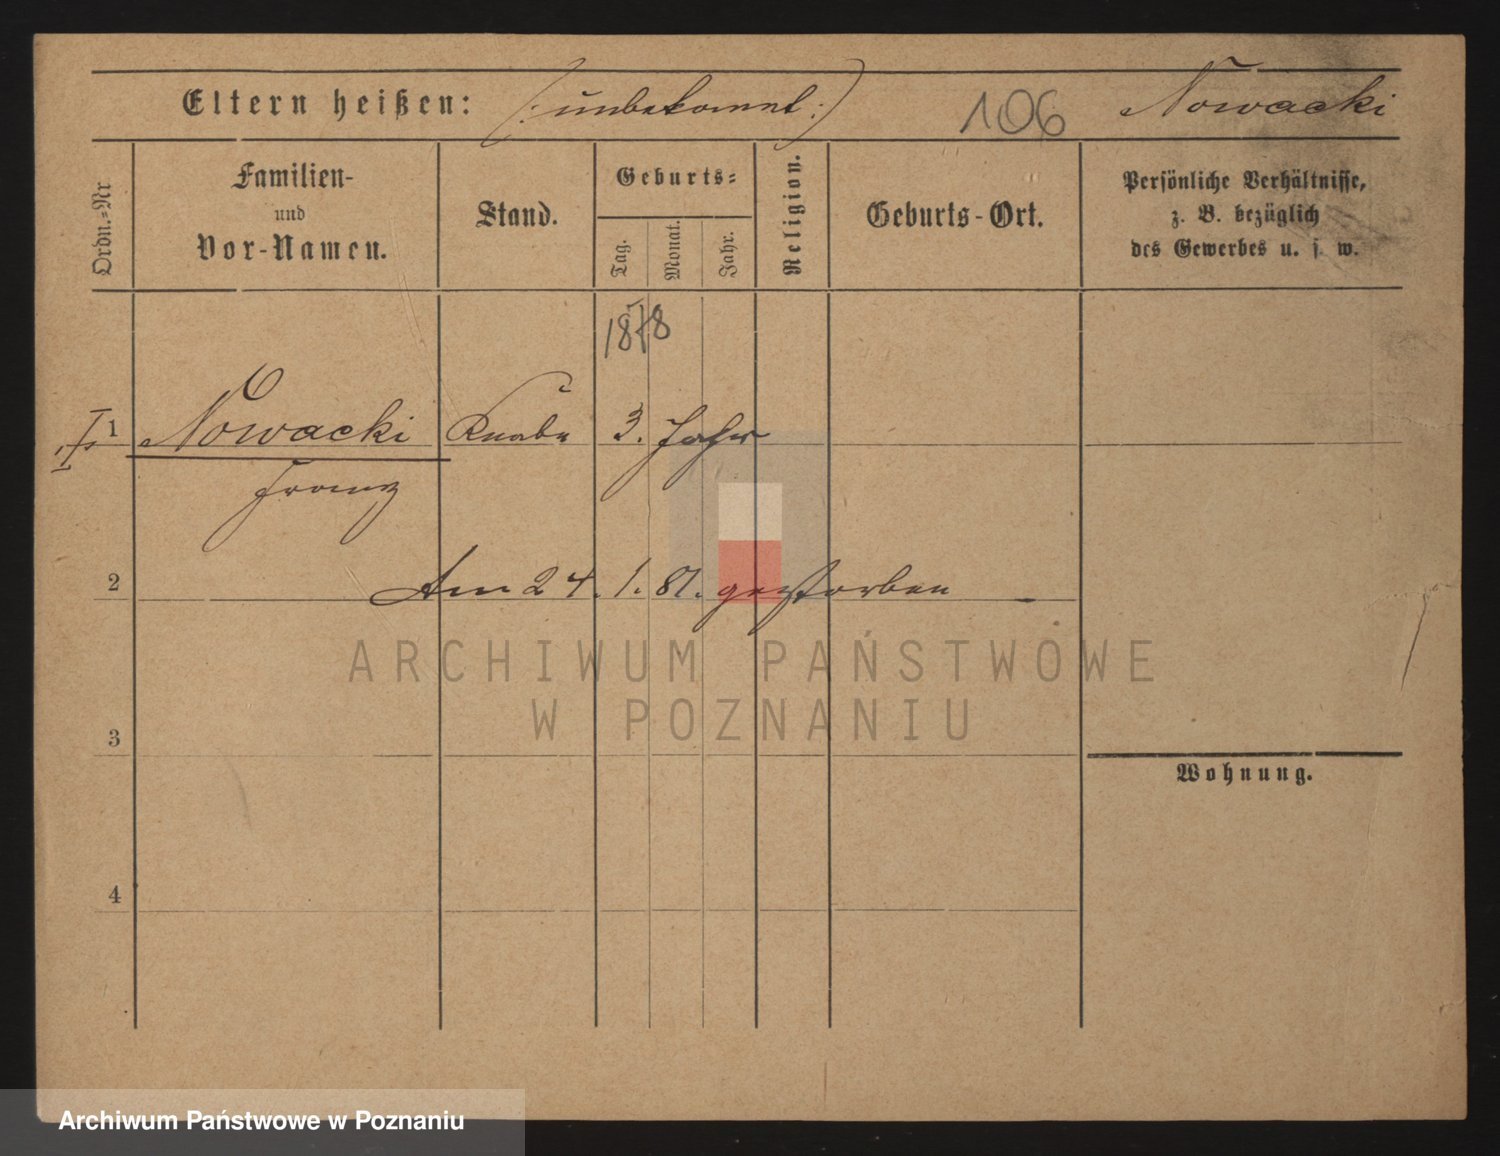 Eltern heißen: (: unbekannt :) 106 Nowacki
Ordn.-Nr
Familien-
und
Vor-Namen.
Stand.
Geburts-
Tag.
Monat.
Jahr.
Religion.
Geburts-Ort.
Persönliche Verhältnisse,
z. B. bezüglich
des Gewerbes u. s. w.
1878
1 Nowacki Knabe 3. Jahr
Franz
2 Am 24. 1. 81. gestorben
ARCHIWUM PAŃSTWOWE
W POZNANIU
3
Wohnung.
4
Archiwum Państwowe w Poznaniu